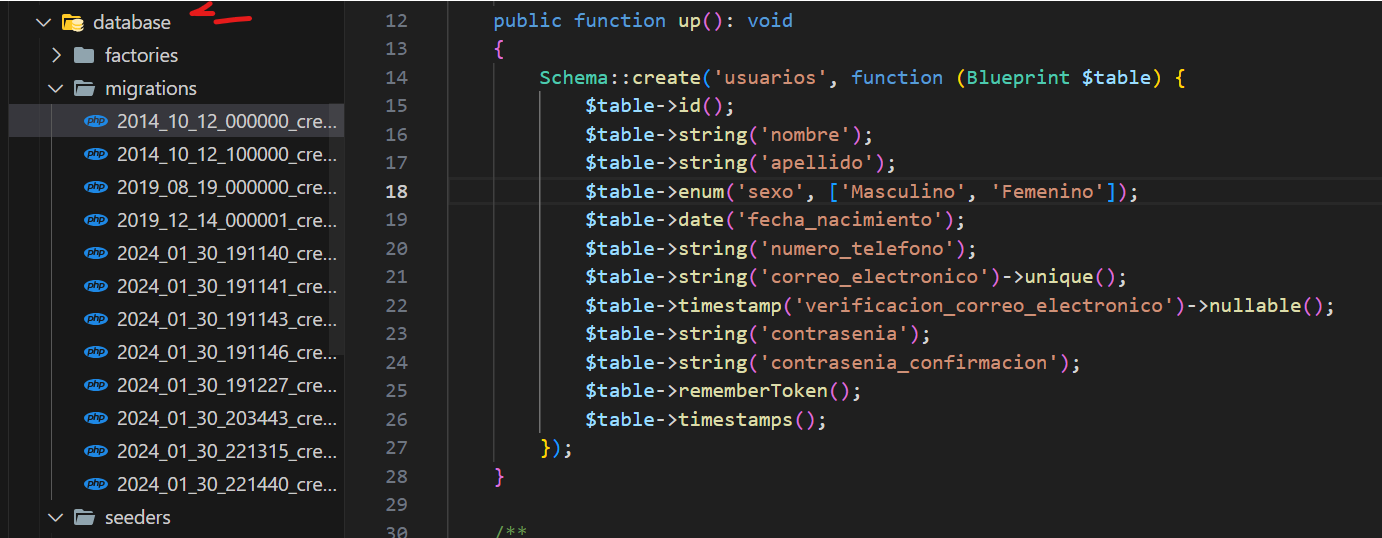 database
factories
migrations
2014_10_12_000000_cre...
2014_10_12_100000_cre...
2019_08_19_000000_cre...
2019_12_14_000001_cre...
2024_01_30_191140_cre...
2024_01_30_191141_cre...
2024_01_30_191143_cre...
2024_01_30_191146_cre...
2024_01_30_191227_cre...
2024_01_30_203443_cre...
2024_01_30_221315_cre...
2024_01_30_221440_cre...
seeders
12 public function up(): void
13 {
14 Schema::create('usuarios', function (Blueprint $table) {
15 $table->id();
16 $table->string('nombre');
17 $table->string('apellido');
18 $table->enum('sexo', ['Masculino', 'Femenino']);
19 $table->date('fecha_nacimiento');
20 $table->string('numero_telefono');
21 $table->string('correo_electronico')->unique();
22 $table->timestamp('verificacion_correo_electronico')->nullable();
23 $table->string('contrasenia');
24 $table->string('contrasenia_confirmacion');
25 $table->rememberToken();
26 $table->timestamps();
27 });
28 }
29
30 /**